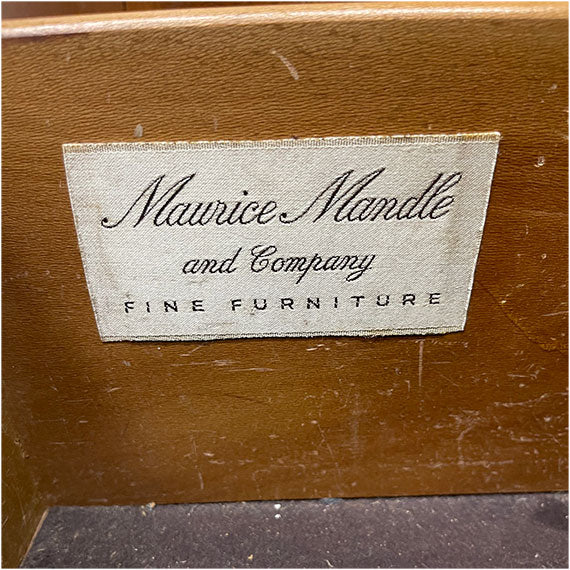 Maurice Mandle
and Company
FINE FURNITURE